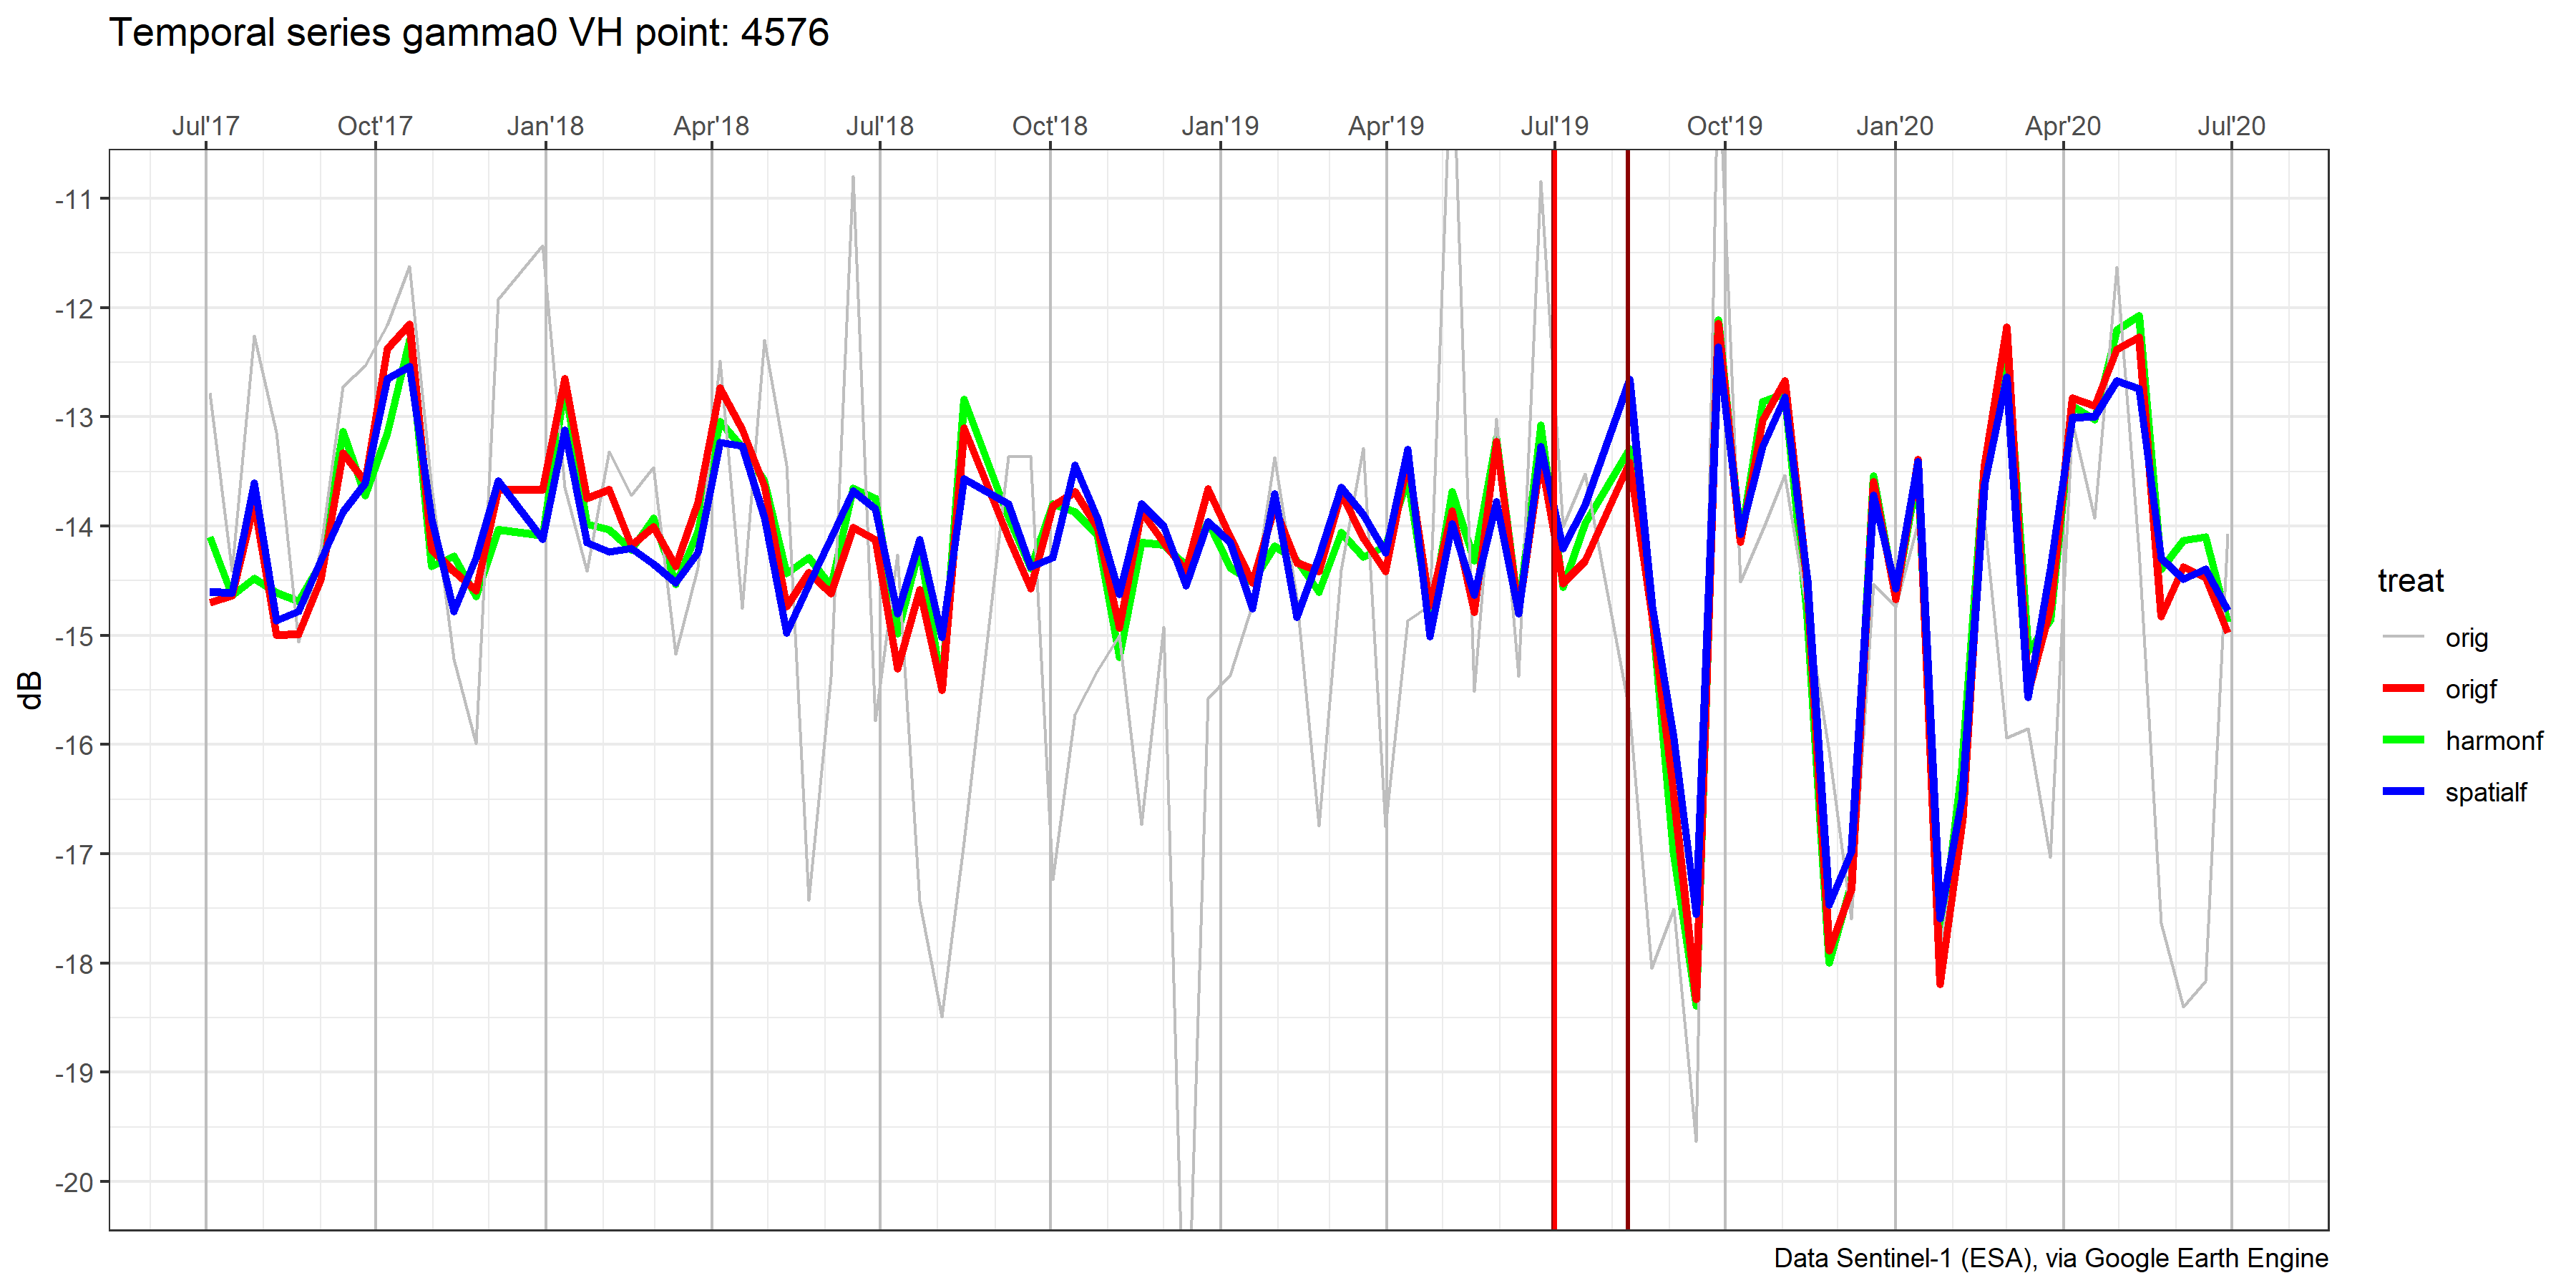 Temporal series gamma0 VH point: 4576
Jul'17 Oct'17 Jan'18 Apr'18 Jul'18 Oct'18 Jan'19 Apr'19 Jul'19 Oct'19 Jan'20 Apr'20 Jul'20
-11
-12
-13
-14
-15
-16
-17
-18
-19
-20
dB
treat
orig
origf
harmonf
spatialf
Data Sentinel-1 (ESA), via Google Earth Engine